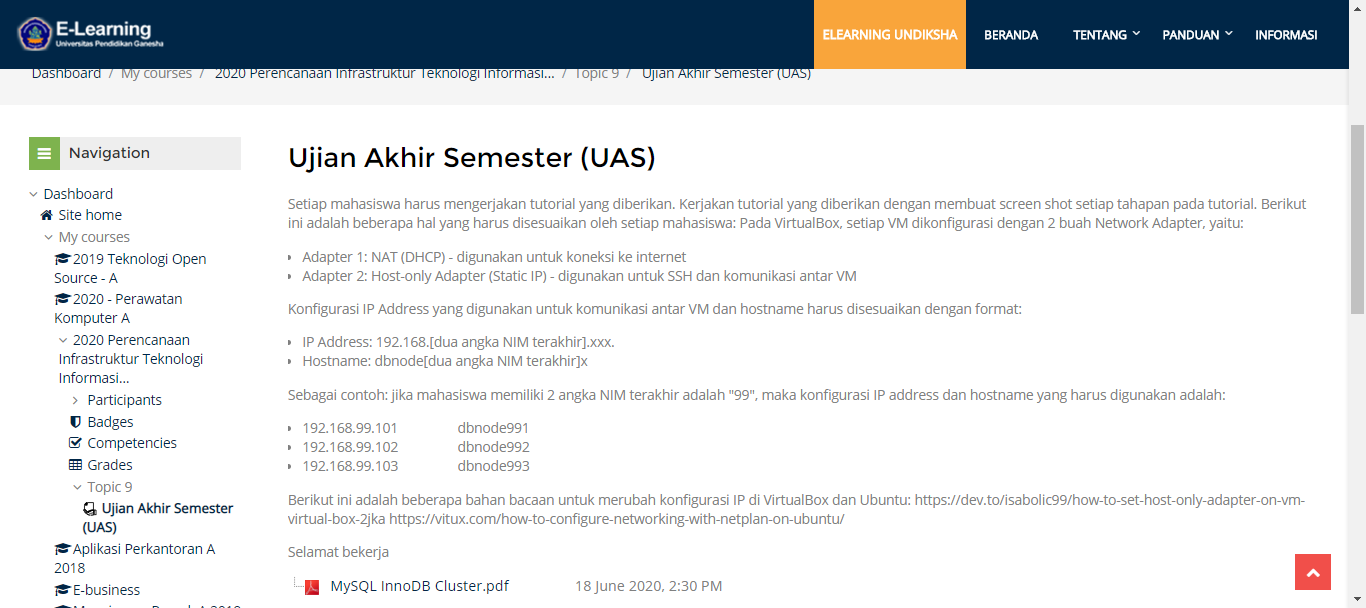 E-Learning
Universitas Pendidikan Ganesha
ELEARNING UNDIKSHA
BERANDA
TENTANG
PANDUAN
INFORMASI
Dashboard / My courses / 2020 Perencanaan Infrastruktur Teknologi Informasi... / Topic 9 / Ujian Akhir Semester (UAS)
Navigation
Dashboard
Site home
My courses
2019 Teknologi Open
Source - A
2020 - Perawatan
Komputer A
2020 Perencanaan
Infrastruktur Teknologi
Informasi...
Participants
Badges
Competencies
Grades
Topic 9
Ujian Akhir Semester
(UAS)
Aplikasi Perkantoran A
2018
E-business
Ujian Akhir Semester (UAS)
Setiap mahasiswa harus mengerjakan tutorial yang diberikan. Kerjakan tutorial yang diberikan dengan membuat screen shot setiap tahapan pada tutorial. Berikut
ini adalah beberapa hal yang harus disesuaikan oleh setiap mahasiswa: Pada VirtualBox, setiap VM dikonfigurasi dengan 2 buah Network Adapter, yaitu:
Adapter 1: NAT (DHCP) - digunakan untuk koneksi ke internet
Adapter 2: Host-only Adapter (Static IP) - digunakan untuk SSH dan komunikasi antar VM
Konfigurasi IP Address yang digunakan untuk komunikasi antar VM dan hostname harus disesuaikan dengan format:
IP Address: 192.168.[dua angka NIM terakhir].xxx.
Hostname: dbnode[dua angka NIM terakhir]x
Sebagai contoh: jika mahasiswa memiliki 2 angka NIM terakhir adalah "99", maka konfigurasi IP address dan hostname yang harus digunakan adalah:
192.168.99.101 dbnode991
192.168.99.102 dbnode992
192.168.99.103 dbnode993
Berikut ini adalah beberapa bahan bacaan untuk merubah konfigurasi IP di VirtualBox dan Ubuntu: https://dev.to/isabolic99/how-to-set-host-only-adapter-on-vm-
virtual-box-2jka https://vitux.com/how-to-configure-networking-with-netplan-on-ubuntu/
Selamat bekerja
MySQL InnoDB Cluster.pdf 18 June 2020, 2:30 PM